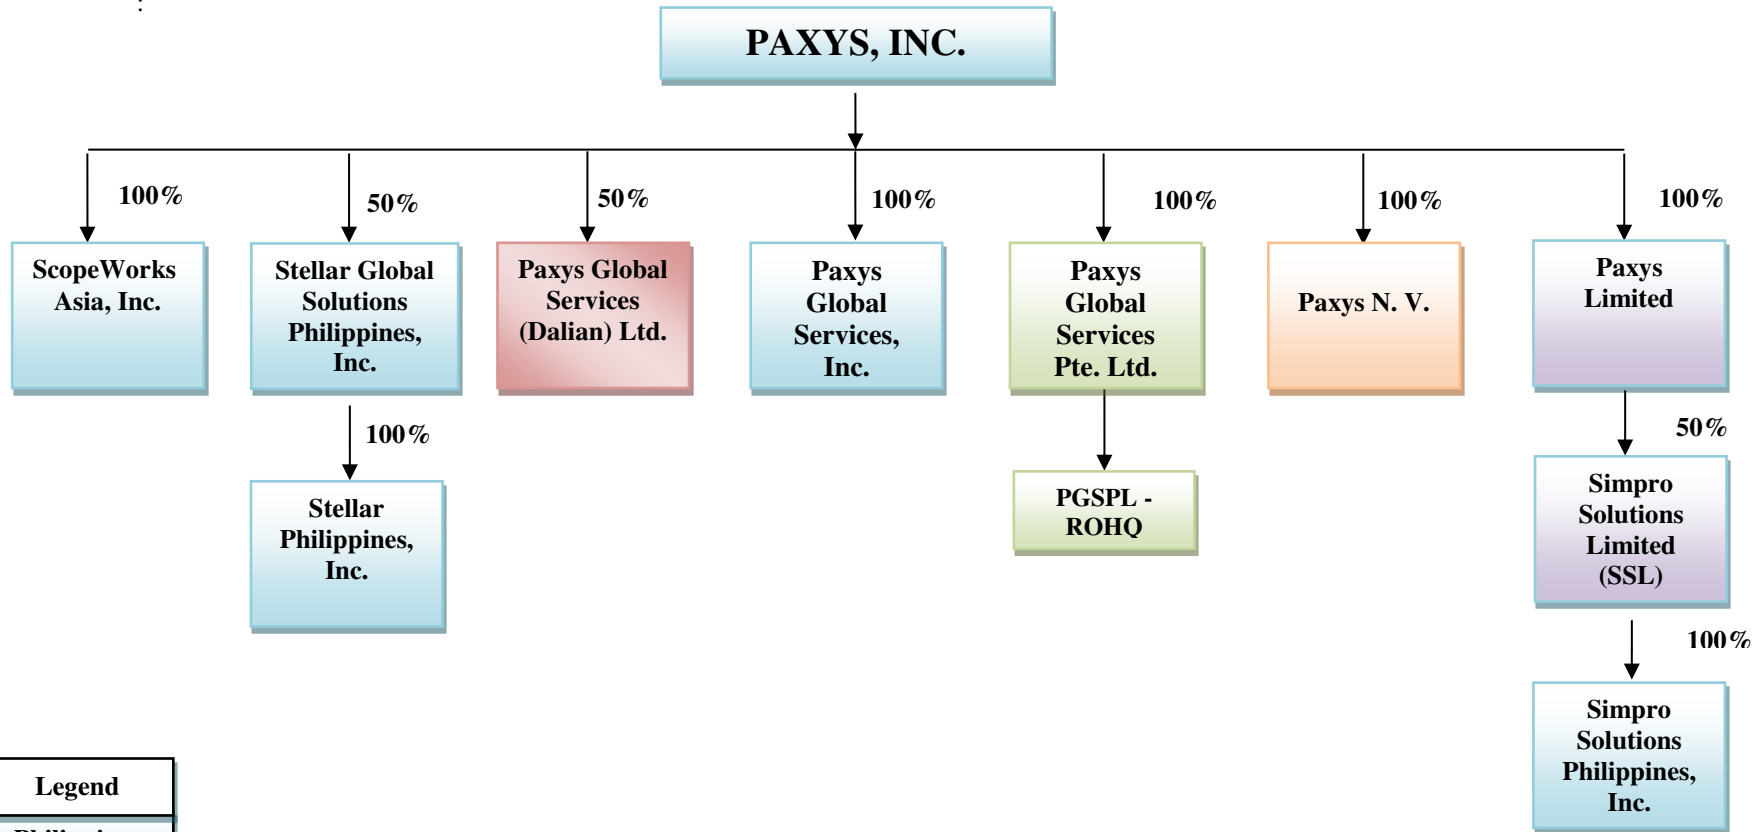 :
PAXYS, INC.
100%
50%
50%
100%
100%
100%
100%
ScopeWorks
Asia, Inc.
Stellar Global
Solutions
Philippines,
Inc.
Paxys Global
Services
(Dalian) Ltd.
Paxys
Global
Services,
Inc.
Paxys
Global
Services
Pte. Ltd.
Paxys N. V.
Paxys
Limited
100%
50%
Stellar
Philippines,
Inc.
PGSPL -
ROHQ
Simpro
Solutions
Limited
(SSL)
100%
Simpro
Solutions
Philippines,
Inc.
Legend